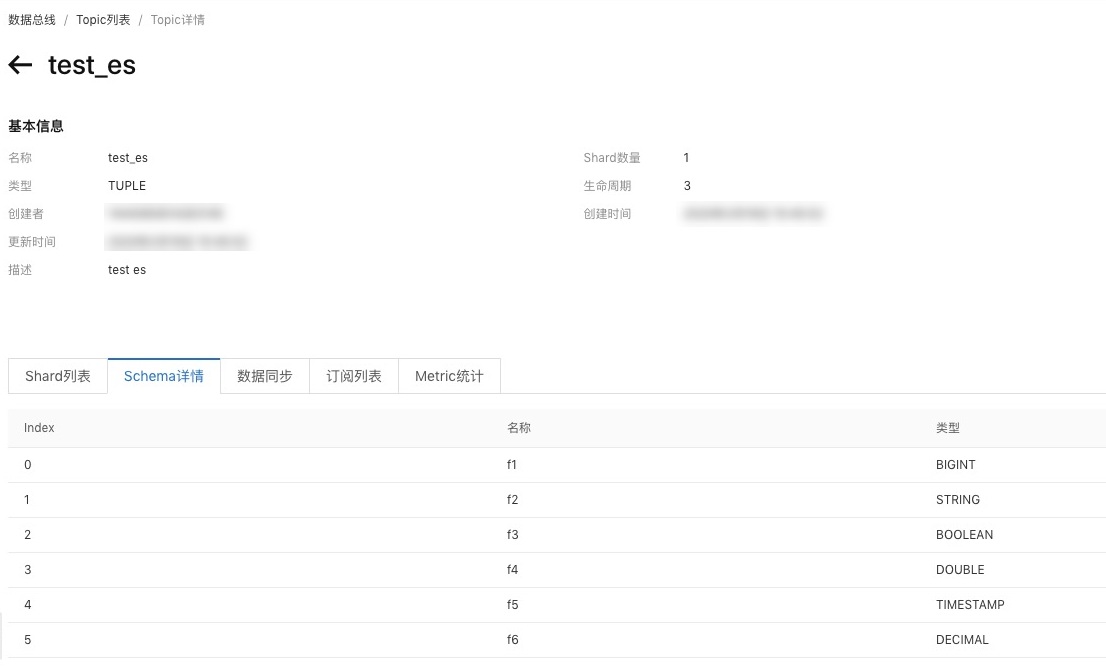 数据总线 / Topic列表 / Topic详情
← test_es
基本信息
名称 test_es Shard数量 1
类型 TUPLE 生命周期 3
创建者 创建时间
更新时间
描述 test es
Shard列表 Schema详情 数据同步 订阅列表 Metric统计
Index 名称 类型
0 f1 BIGINT
1 f2 STRING
2 f3 BOOLEAN
3 f4 DOUBLE
4 f5 TIMESTAMP
5 f6 DECIMAL